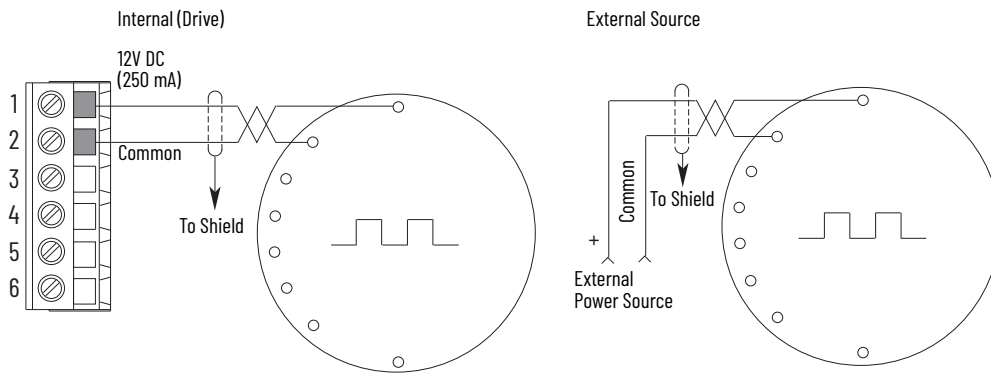 Internal (Drive)
12V DC
(250 mA)
1
2
3
4
5
6
Common
To Shield
External Source
Common
To Shield
+
External
Power Source